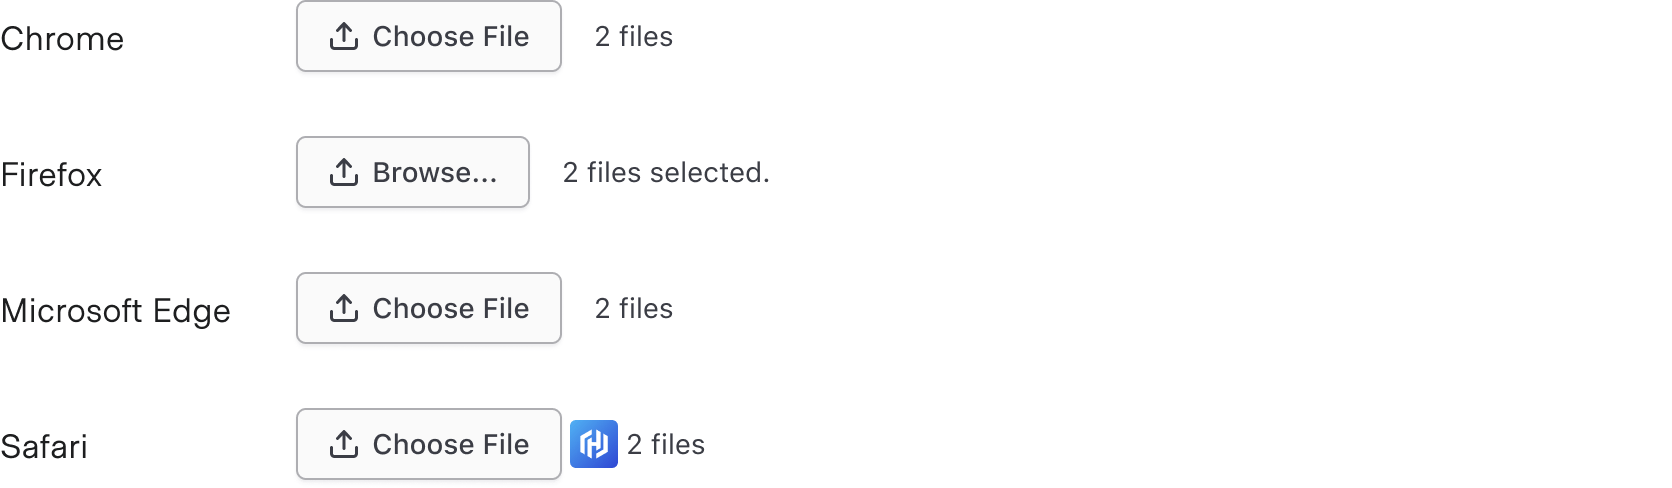 Chrome Choose File 2 files
Firefox Browse... 2 files selected.
Microsoft Edge Choose File 2 files
Safari Choose File 2 files